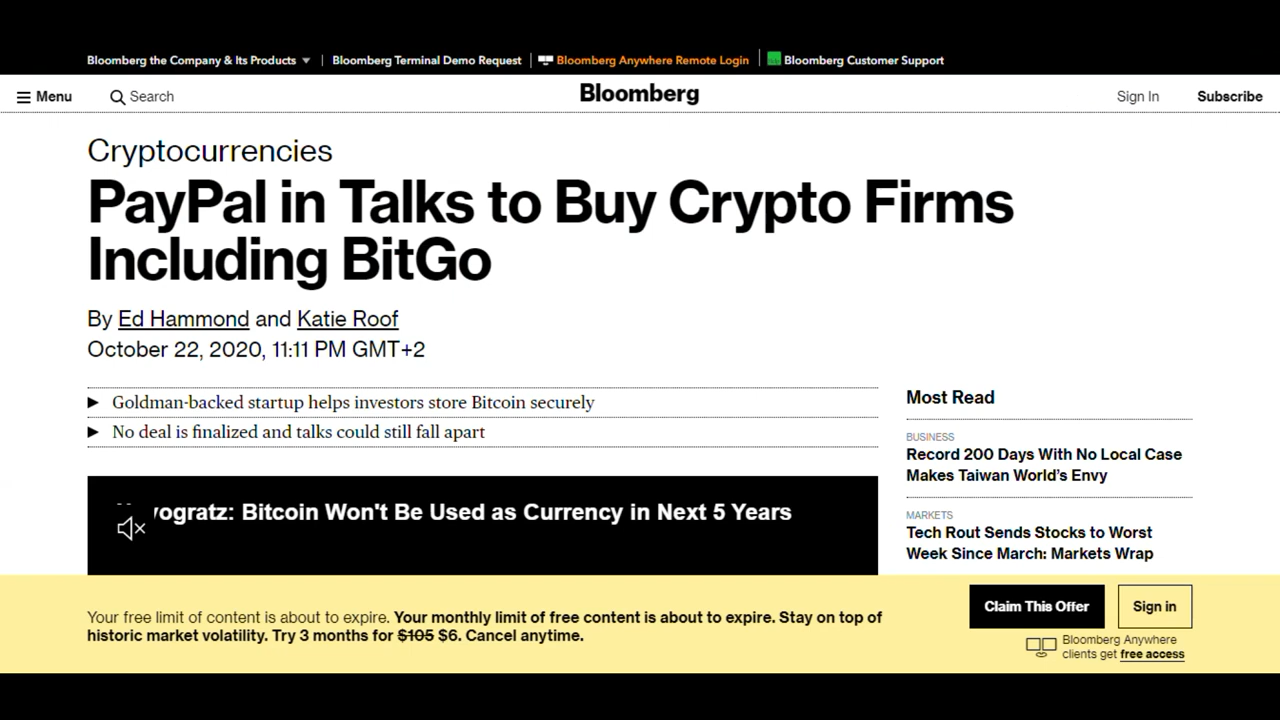 Bloomberg the Company & Its Products
Bloomberg Terminal Demo Request
Bloomberg Anywhere Remote Login
Bloomberg Customer Support
Menu
Search
Bloomberg
Sign In
Subscribe
Cryptocurrencies
PayPal in Talks to Buy Crypto Firms
Including BitGo
By Ed Hammond and Katie Roof
October 22, 2020, 11:11 PM GMT+2
Goldman-backed startup helps investors store Bitcoin securely
No deal is finalized and talks could still fall apart
Bitcoin Won't Be Used as Currency in Next 5 Years
Most Read
BUSINESS
Record 200 Days With No Local Case
Makes Taiwan World's Envy
MARKETS
Tech Rout Sends Stocks to Worst
Week Since March: Markets Wrap
Your free limit of content is about to expire. Your monthly limit of free content is about to expire. Stay on top of
historic market volatility. Try 3 months for $105 $6. Cancel anytime.
Claim This Offer
Sign in
Bloomberg Anywhere
clients get free access